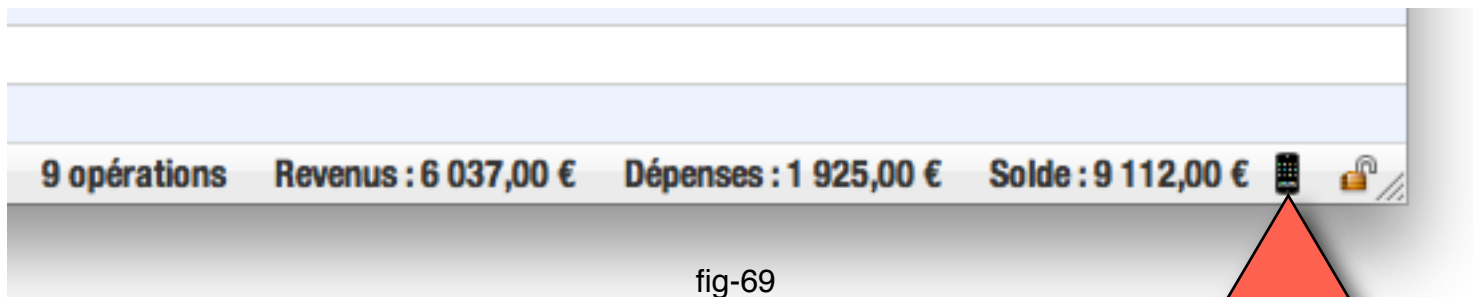 9 opérations Revenus : 6 037,00 € Dépenses : 1 925,00 € Solde : 9 112,00 €
fig-69